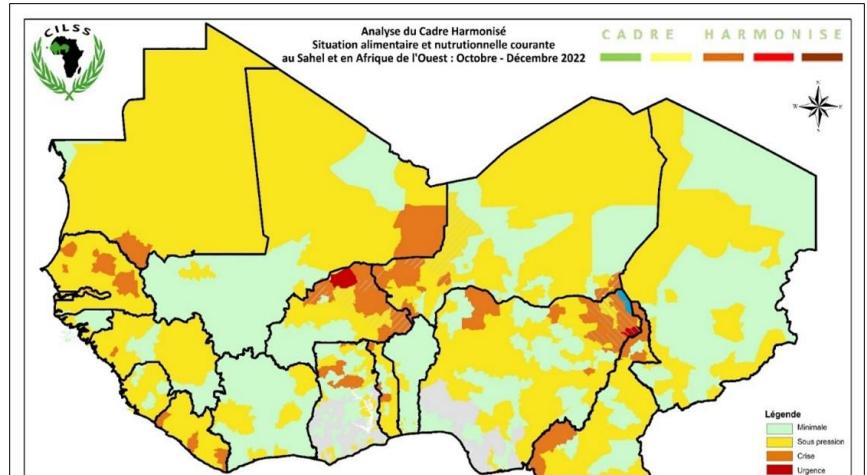 CILSS
Analyse du Cadre Harmonisé
Situation alimentaire et nutrutionnelle courante
au Sahel et en Afrique de l'Ouest : Octobre - Décembre 2022
CADRE HARMONISE
N
W E
S
Légende
Minimale
Sous pression
Crise
Urgence